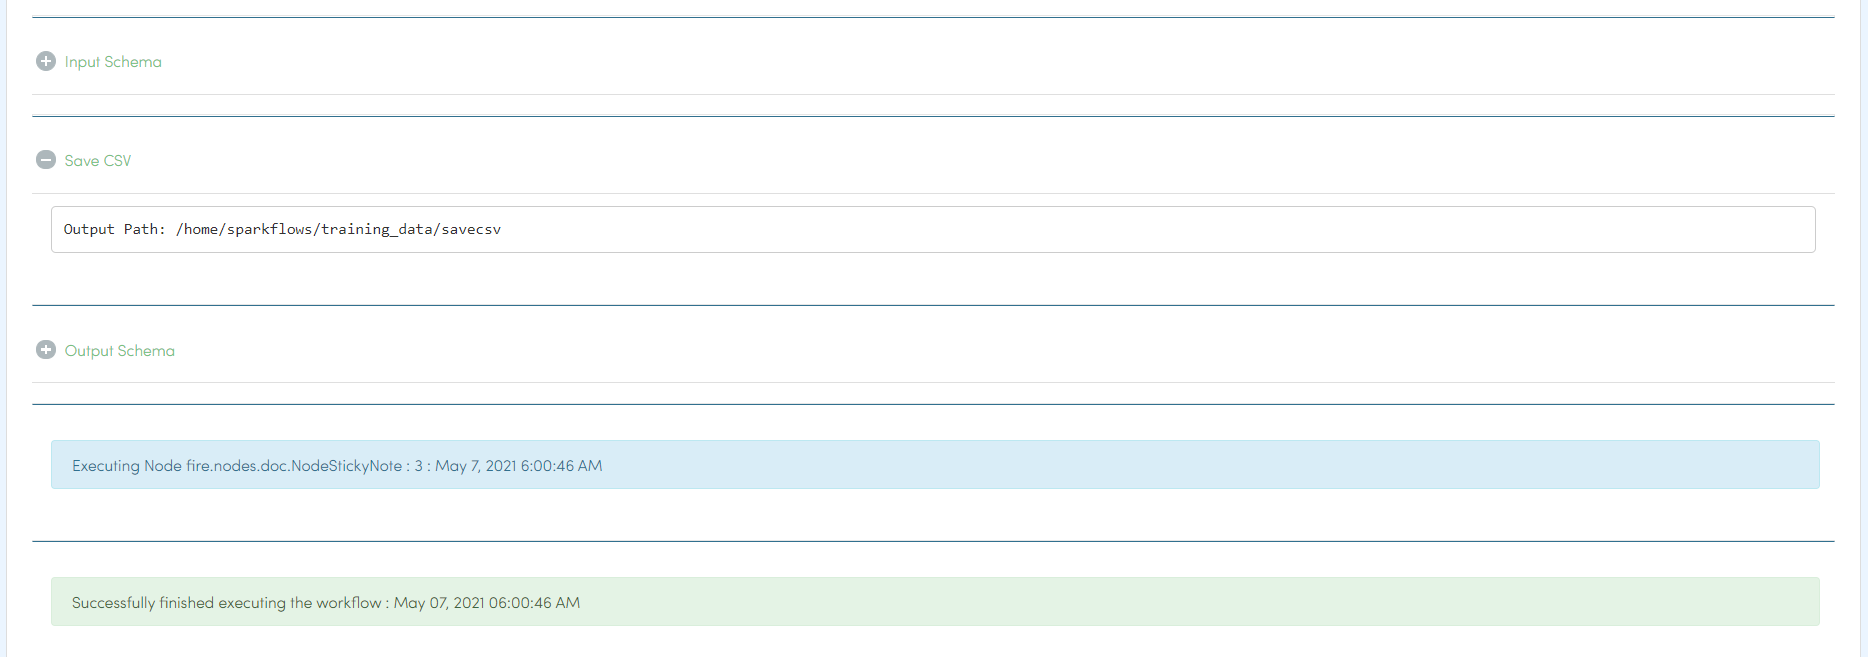 Input Schema
Save CSV
Output Path: /home/sparkflows/training_data/savecsv
Output Schema
Executing Node fire.nodes.doc.NodeStickyNote : 3 : May 7, 2021 6:00:46 AM
Successfully finished executing the workflow : May 07, 2021 06:00:46 AM